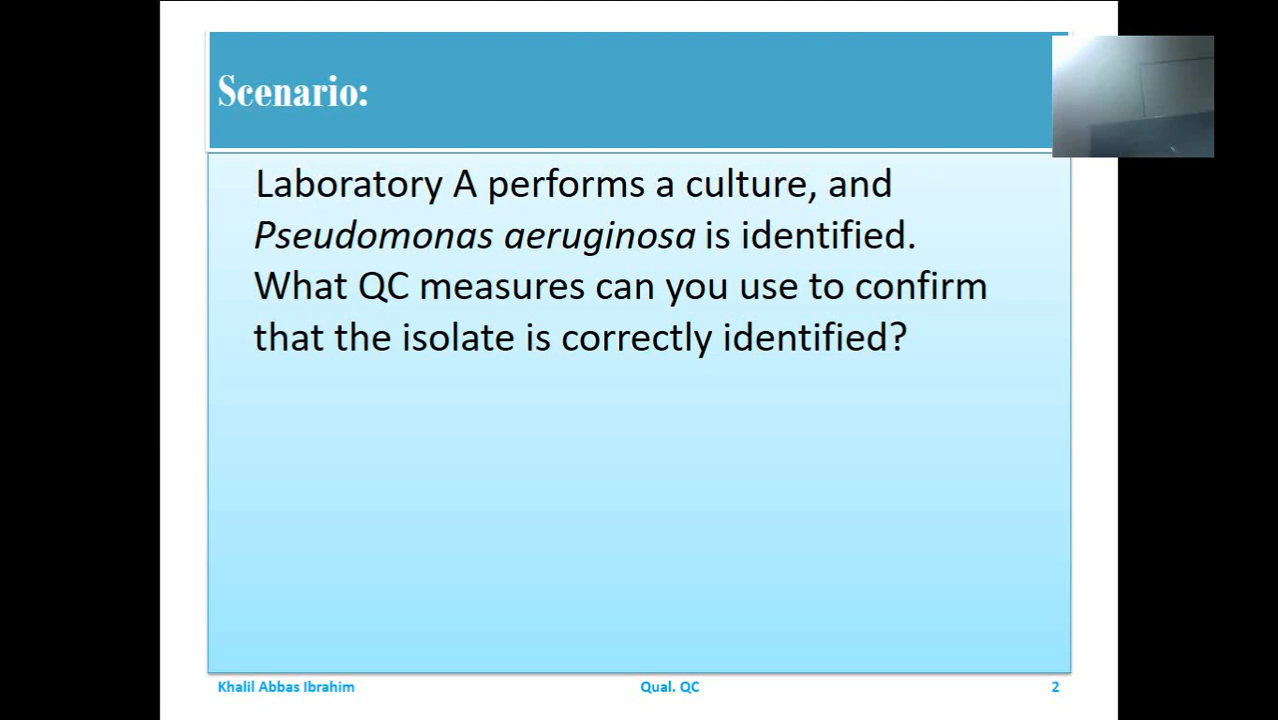 Scenario:
Laboratory A performs a culture, and
Pseudomonas aeruginosa is identified.
What QC measures can you use to confirm
that the isolate is correctly identified?
Khalil Abbas Ibrahim
Qual. QC
2